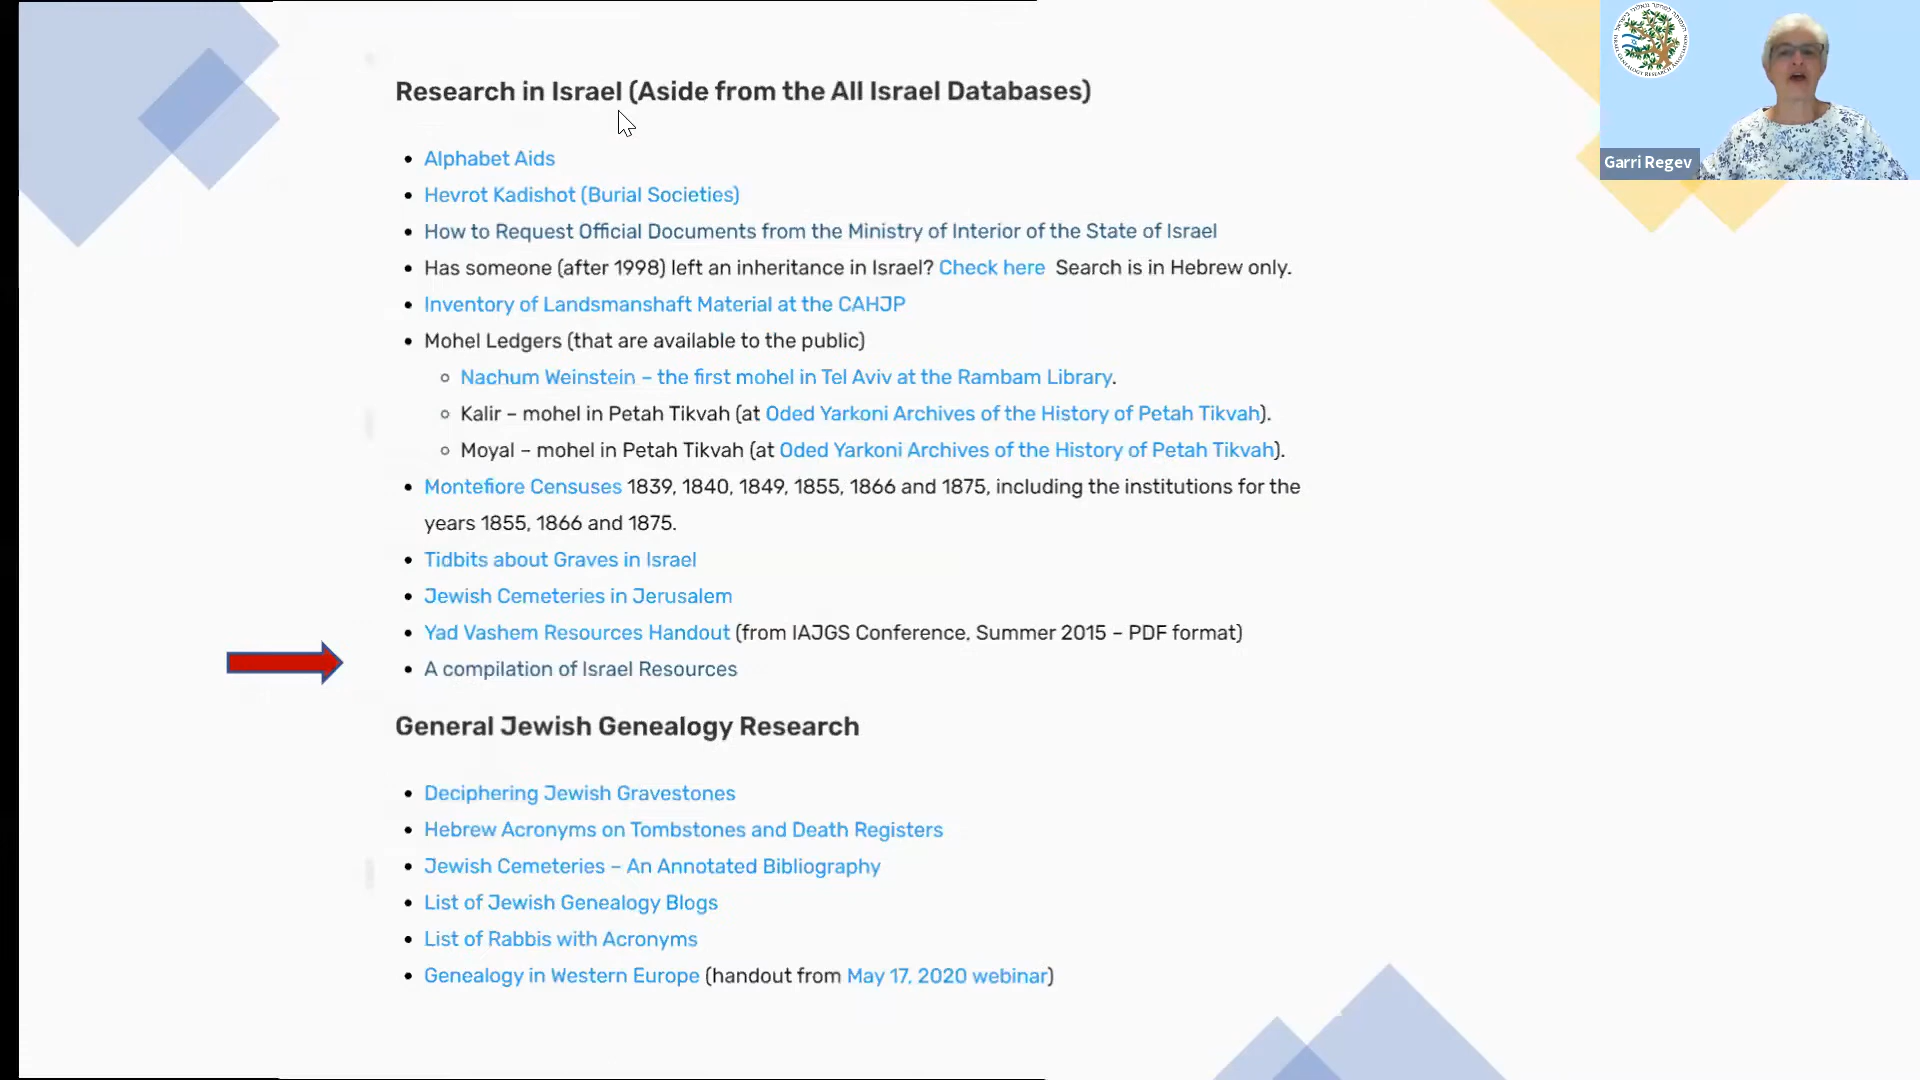 Research in Israel (Aside from the All Israel Databases)
Alphabet Aids
Hevrot Kadishot (Burial Societies)
How to Request Official Documents from the Ministry of Interior of the State of Israel
Has someone (after 1998) left an inheritance in Israel? Check here Search is in Hebrew only.
Inventory of Landsmanshaft Material at the CAHJP
Mohel Ledgers (that are available to the public)
Nachum Weinstein – the first mohel in Tel Aviv at the Rambam Library.
Kalir – mohel in Petah Tikvah (at Oded Yarkoni Archives of the History of Petah Tikvah).
Moyal – mohel in Petah Tikvah (at Oded Yarkoni Archives of the History of Petah Tikvah).
Montefiore Censuses 1839, 1840, 1849, 1855, 1866 and 1875, including the institutions for the
years 1855, 1866 and 1875.
Tidbits about Graves in Israel
Jewish Cemeteries in Jerusalem
Yad Vashem Resources Handout (from IAJGS Conference, Summer 2015 – PDF format)
A compilation of Israel Resources
General Jewish Genealogy Research
Deciphering Jewish Gravestones
Hebrew Acronyms on Tombstones and Death Registers
Jewish Cemeteries – An Annotated Bibliography
List of Jewish Genealogy Blogs
List of Rabbis with Acronyms
Genealogy in Western Europe (handout from May 17, 2020 webinar)
Garri Regev